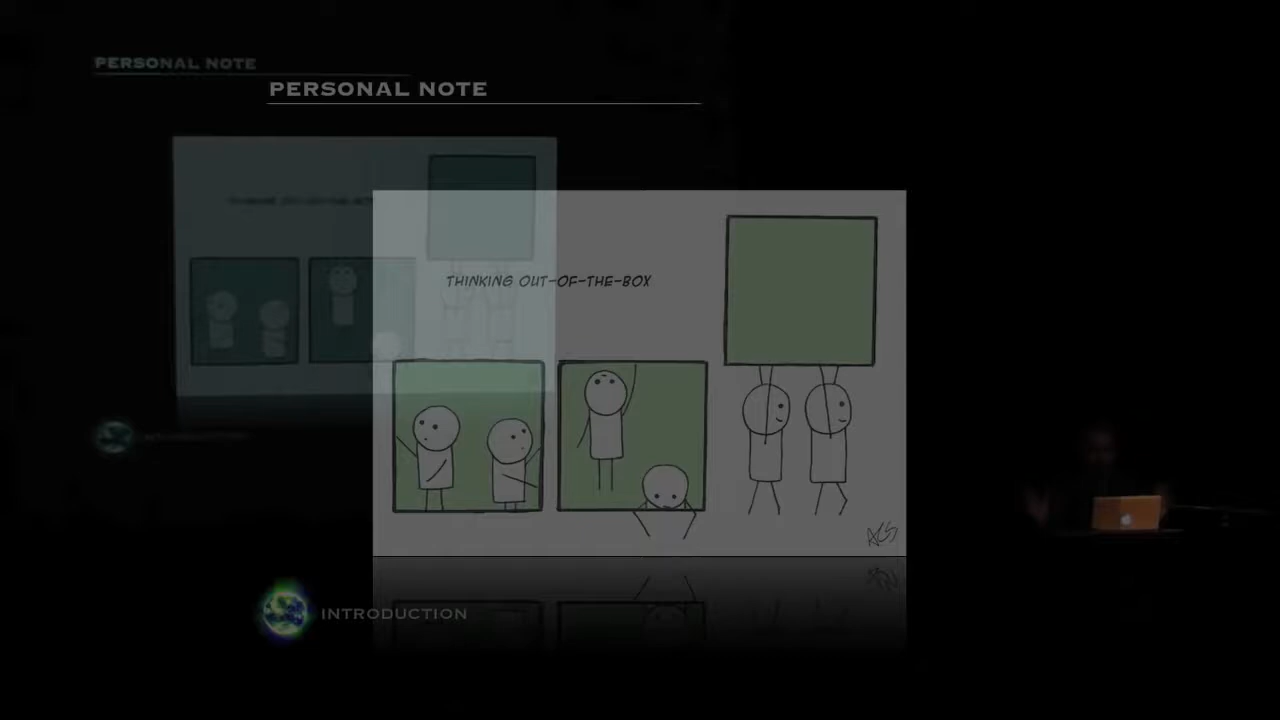 PERSONAL NOTE
PERSONAL NOTE
THINKING OUT-OF-THE-BOX
INTRODUCTION